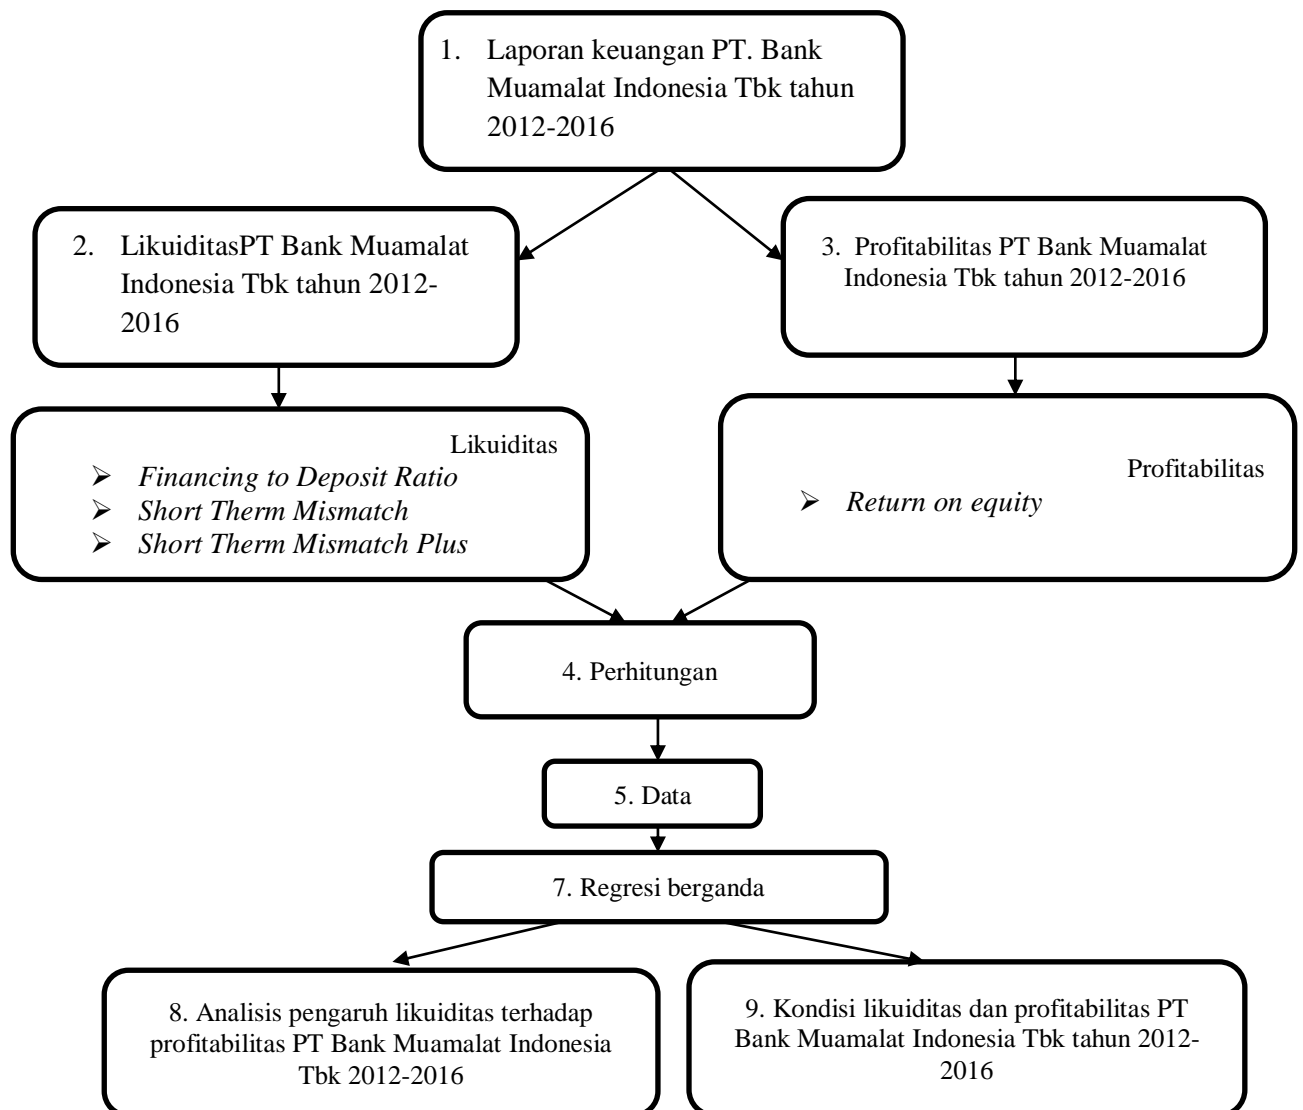 1. Laporan keuangan PT. Bank
Muamalat Indonesia Tbk tahun
2012-2016
2. LikuiditasPT Bank Muamalat
Indonesia Tbk tahun 2012-
2016
3. Profitabilitas PT Bank Muamalat
Indonesia Tbk tahun 2012-2016
Likuiditas
➢ Financing to Deposit Ratio
➢ Short Therm Mismatch
➢ Short Therm Mismatch Plus
Profitabilitas
➢ Return on equity
4. Perhitungan
5. Data
7. Regresi berganda
8. Analisis pengaruh likuiditas terhadap
profitabilitas PT Bank Muamalat Indonesia
Tbk 2012-2016
9. Kondisi likuiditas dan profitabilitas PT
Bank Muamalat Indonesia Tbk tahun 2012-
2016